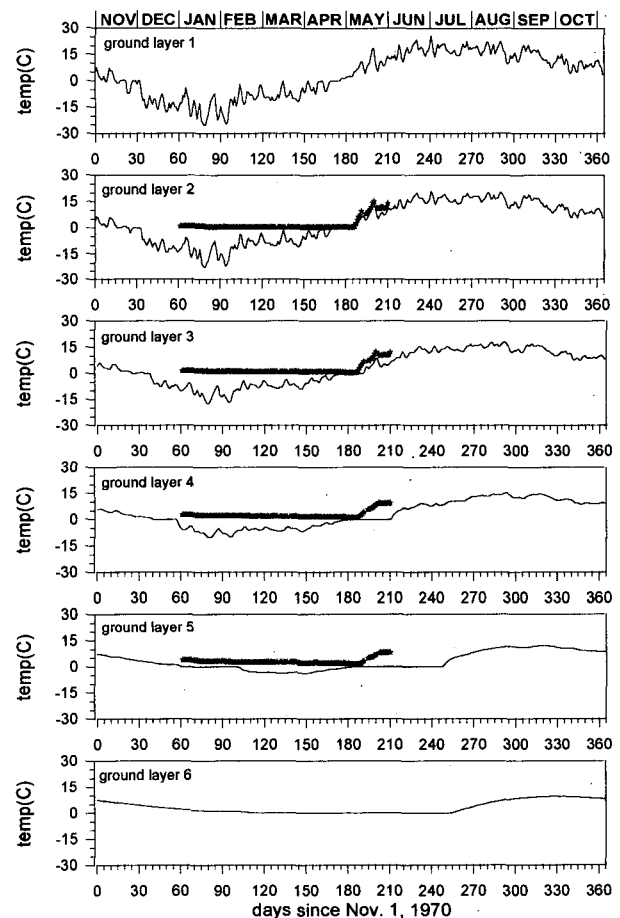 NOV DEC JAN FEB MAR APR MAY JUN JUL AUG SEP OCT
30
15
0
-15
-30
temp(C)
ground layer 1
0 30 60 90 120 150 180 210 240 270 300 330 360
30
15
0
-15
-30
temp(C)
ground layer 2
0 30 60 90 120 150 180 210 240 270 300 330 360
30
15
0
-15
-30
temp(C)
ground layer 3
0 30 60 90 120 150 180 210 240 270 300 330 360
30
15
0
-15
-30
temp(C)
ground layer 4
0 30 60 90 120 150 180 210 240 270 300 330 360
30
15
0
-15
-30
temp(C)
ground layer 5
0 30 60 90 120 150 180 210 240 270 300 330 360
30
15
0
-15
-30
temp(C)
ground layer 6
0 30 60 90 120 150 180 210 240 270 300 330 360
days since Nov. 1, 1970